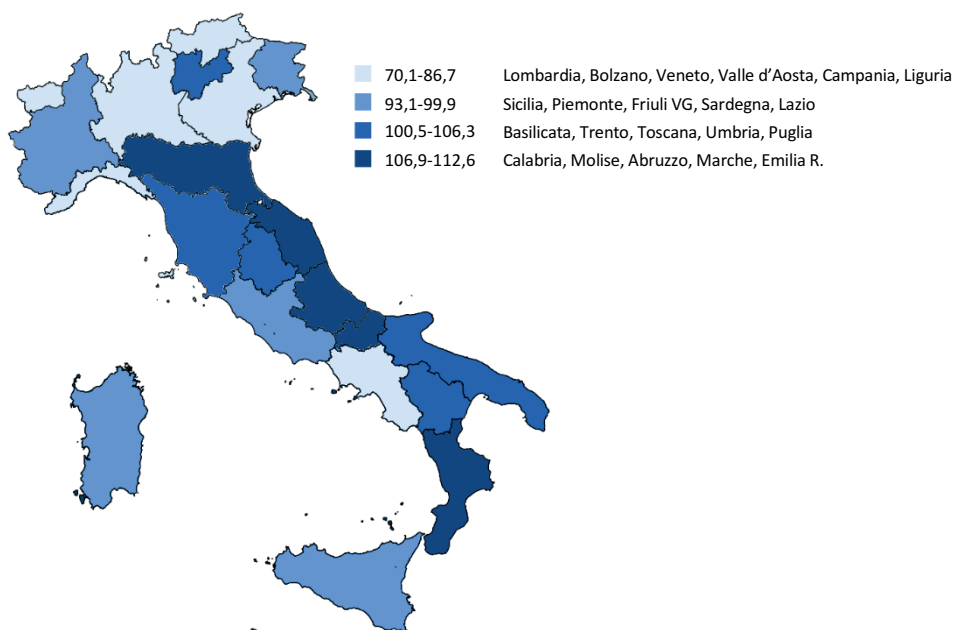 70,1-86,7 Lombardia, Bolzano, Veneto, Valle d’Aosta, Campania, Liguria
93,1-99,9 Sicilia, Piemonte, Friuli VG, Sardegna, Lazio
100,5-106,3 Basilicata, Trento, Toscana, Umbria, Puglia
106,9-112,6 Calabria, Molise, Abruzzo, Marche, Emilia R.